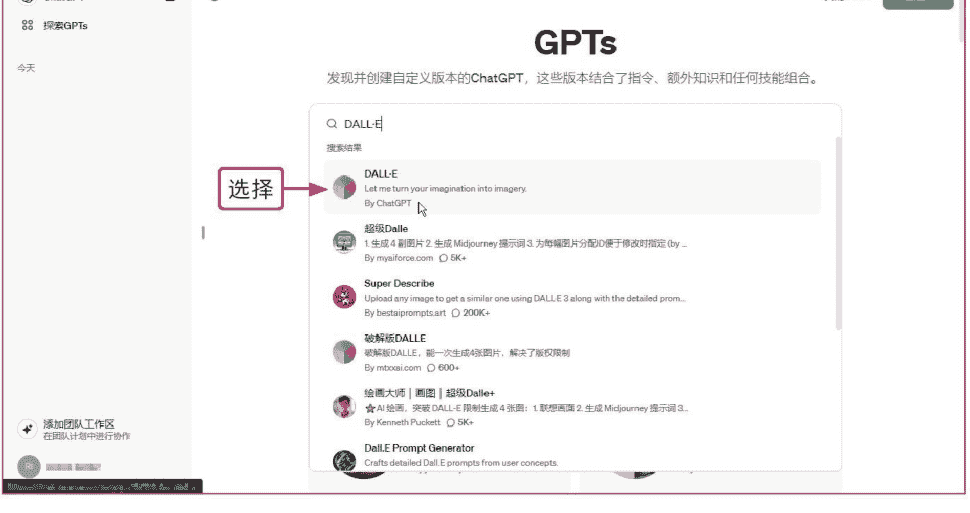 探索GPTs
今天
GPTs
发现并创建自定义版本的ChatGPT，这些版本结合了指令、额外知识和任何技能组合。
DALL·E
搜索结果
选择
DALL·E
Let me turn your imagination into imagery.
By ChatGPT
超级Dalle
1. 生成 4 副图片 2. 生成 Midjourney 提示词 3. 为每幅图片分配ID便于修改时指定 (by ...
By myaiforce.com 5K+
Super Describe
Upload any image to get a similar one using DALL·E 3 along with the detailed prom...
By bestaiprompts.art 200K+
破解版DALLE
破解版DALLE，能一次生成4张图片，解决了版权限制
By mtxxai.com 600+
绘画大师｜画图｜超级Dalle+
AI 绘画，突破 DALL-E 限制生成 4 张图：1. 联想画面 2. 生成 Midjourney 提示词 3...
By Kenneth Puckett 5K+
Dall.E Prompt Generator
Crafts detailed Dall.E prompts from user concepts.
添加团队工作区
在团队计划中进行协作